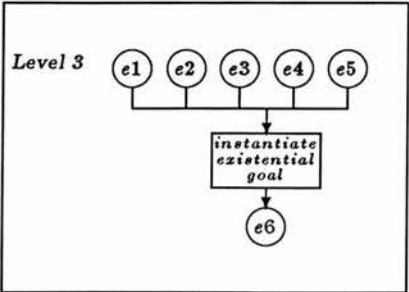 Level 3 e1 e2 e3 e4 e5
instantiate
existential
goal
e6